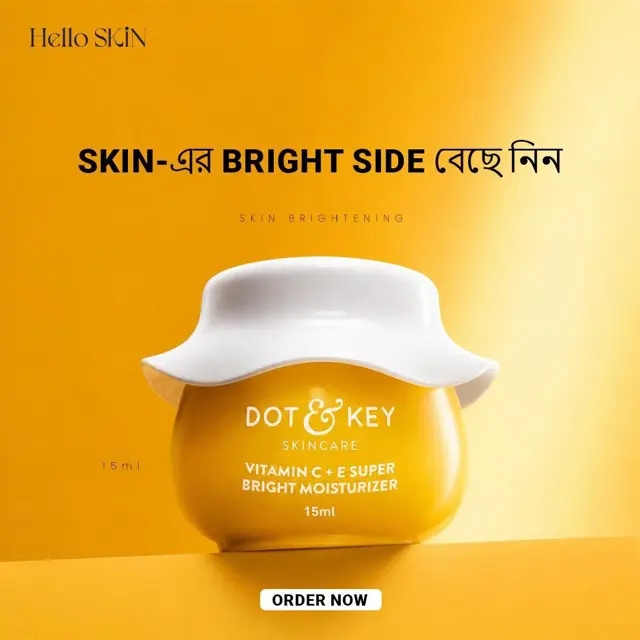 Hello SKiN
SKIN-এর BRIGHT SIDE বেছে নিন
SKIN BRIGHTENING
DOT & KEY
SKINCARE
VITAMIN C + E SUPER
BRIGHT MOISTURIZER
15ml
15ml
ORDER NOW